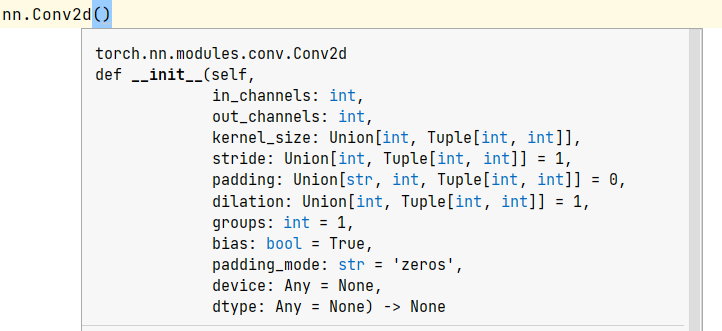 nn.Conv2d()
torch.nn.modules.conv.Conv2d
def __init__(self,
in_channels: int,
out_channels: int,
kernel_size: Union[int, Tuple[int, int]],
stride: Union[int, Tuple[int, int]] = 1,
padding: Union[str, int, Tuple[int, int]] = 0,
dilation: Union[int, Tuple[int, int]] = 1,
groups: int = 1,
bias: bool = True,
padding_mode: str = 'zeros',
device: Any = None,
dtype: Any = None) -> None